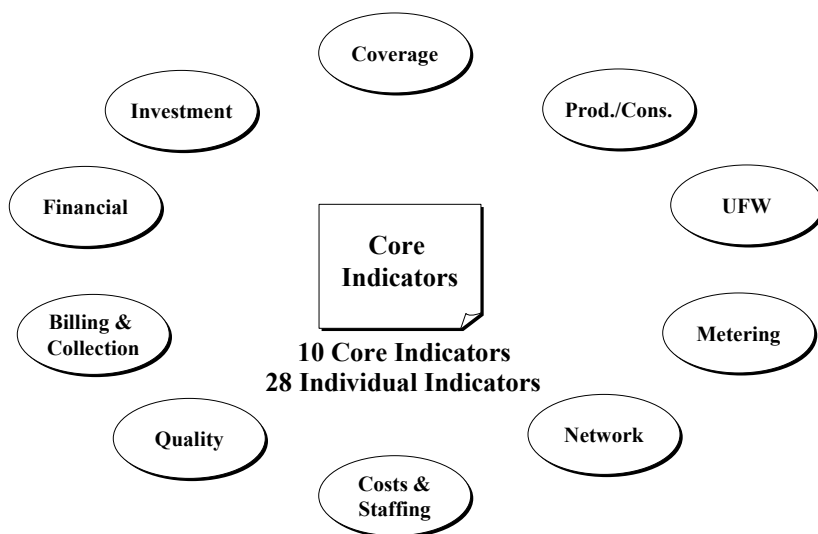 Coverage
Investment
Prod./Cons.
Financial
UFW
Core
Indicators
Billing &
Collection
Metering
10 Core Indicators
28 Individual Indicators
Quality
Network
Costs &
Staffing